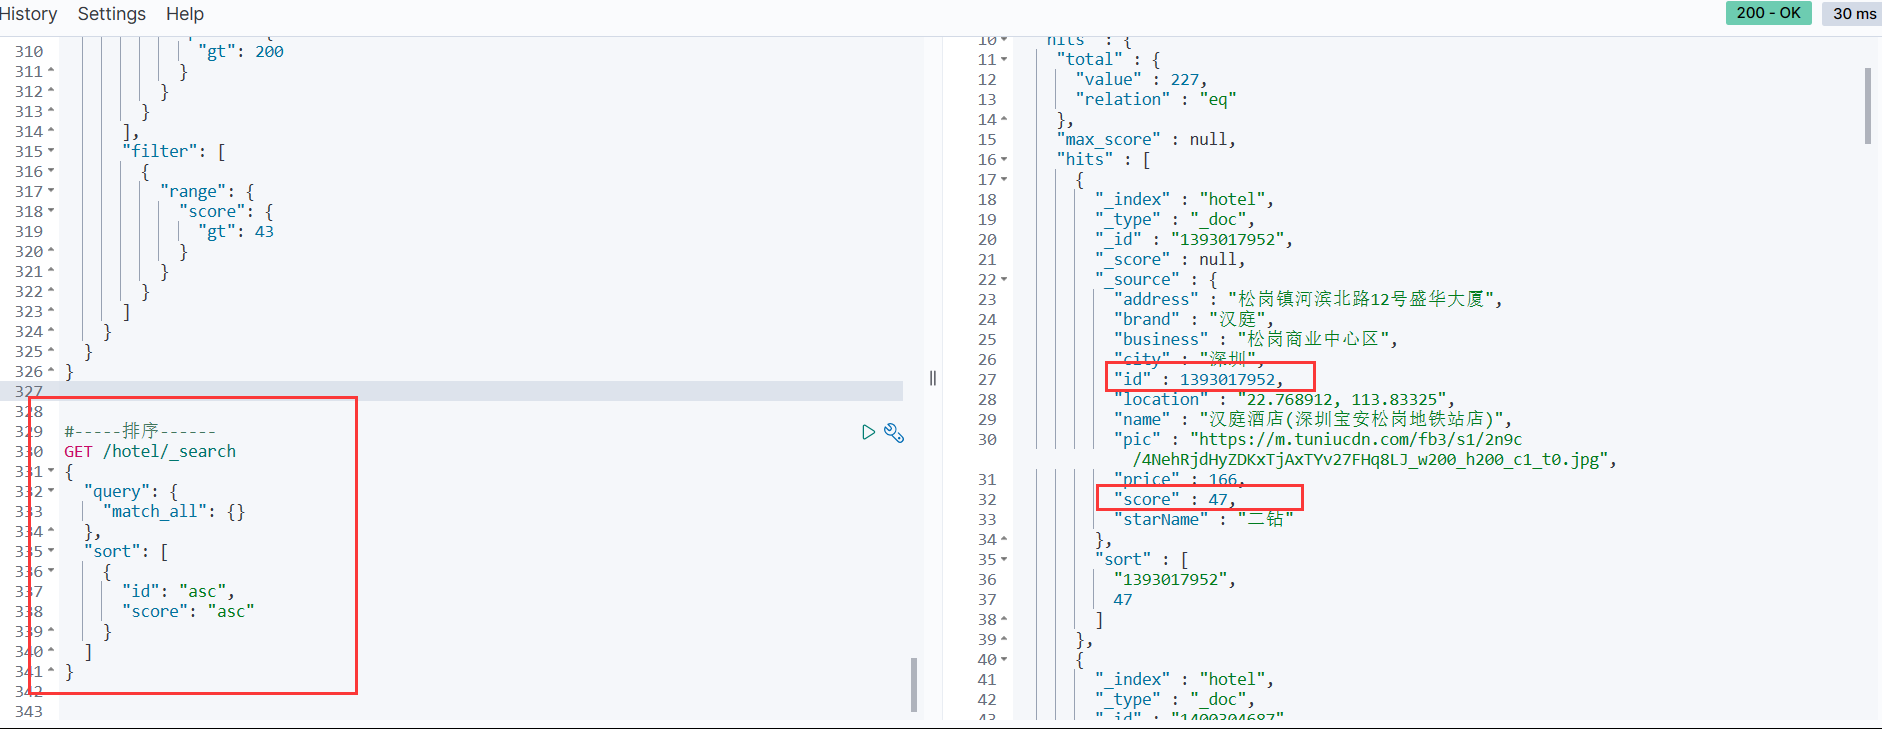 History Settings Help
200 - OK 30 ms
310 "gt": 200
311 }
312 }
313 }
314 ],
315 "filter": [
316 {
317 "range": {
318 "score": {
319 "gt": 43
320 }
321 }
322 }
323 ]
324 }
325 }
326 }
327
328
329 #-----排序------
330 GET /hotel/_search
331 {
332 "query": {
333 "match_all": {}
334 },
335 "sort": [
336 {
337 "id": "asc",
338 "score": "asc"
339 }
340 ]
341 }
342
343
10 "hits" : {
11 "total" : {
12 "value" : 227,
13 "relation" : "eq"
14 },
15 "max_score" : null,
16 "hits" : [
17 {
18 "_index" : "hotel",
19 "_type" : "_doc",
20 "_id" : "1393017952",
21 "_score" : null,
22 "_source" : {
23 "address" : "松岗镇河滨北路12号盛华大厦",
24 "brand" : "汉庭",
25 "business" : "松岗商业中心区",
26 "city" : "深圳",
27 "id" : 1393017952,
28 "location" : "22.768912, 113.83325",
29 "name" : "汉庭酒店(深圳宝安松岗地铁站店)",
30 "pic" : "https://m.tuniucdn.com/fb3/s1/2n9c
/4NehRjdHyZDKxTjAxTYv27FHq8LJ_w200_h200_c1_t0.jpg",
31 "price" : 166,
32 "score" : 47,
33 "starName" : "二钻"
34 },
35 "sort" : [
36 "1393017952",
37 47
38 ]
39 },
40 {
41 "_index" : "hotel",
42 "_type" : "_doc",
43 "_id" : "1400304687"